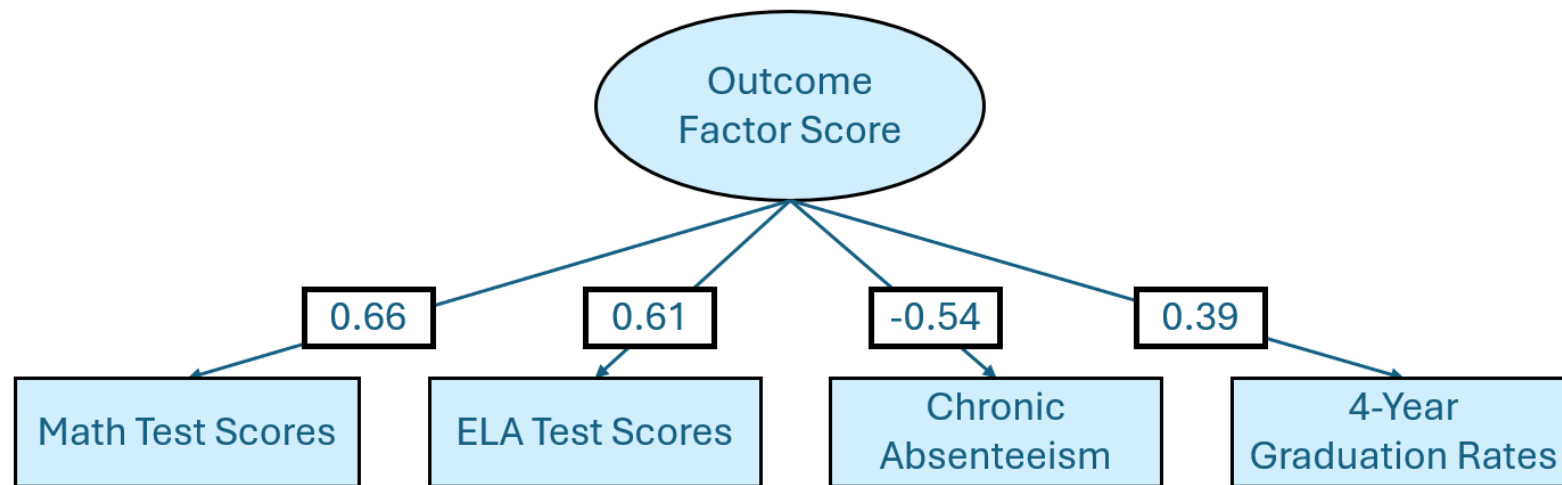 Outcome
Factor Score
0.66
0.61
-0.54
0.39
Math Test Scores
ELA Test Scores
Chronic
Absenteeism
4-Year
Graduation Rates